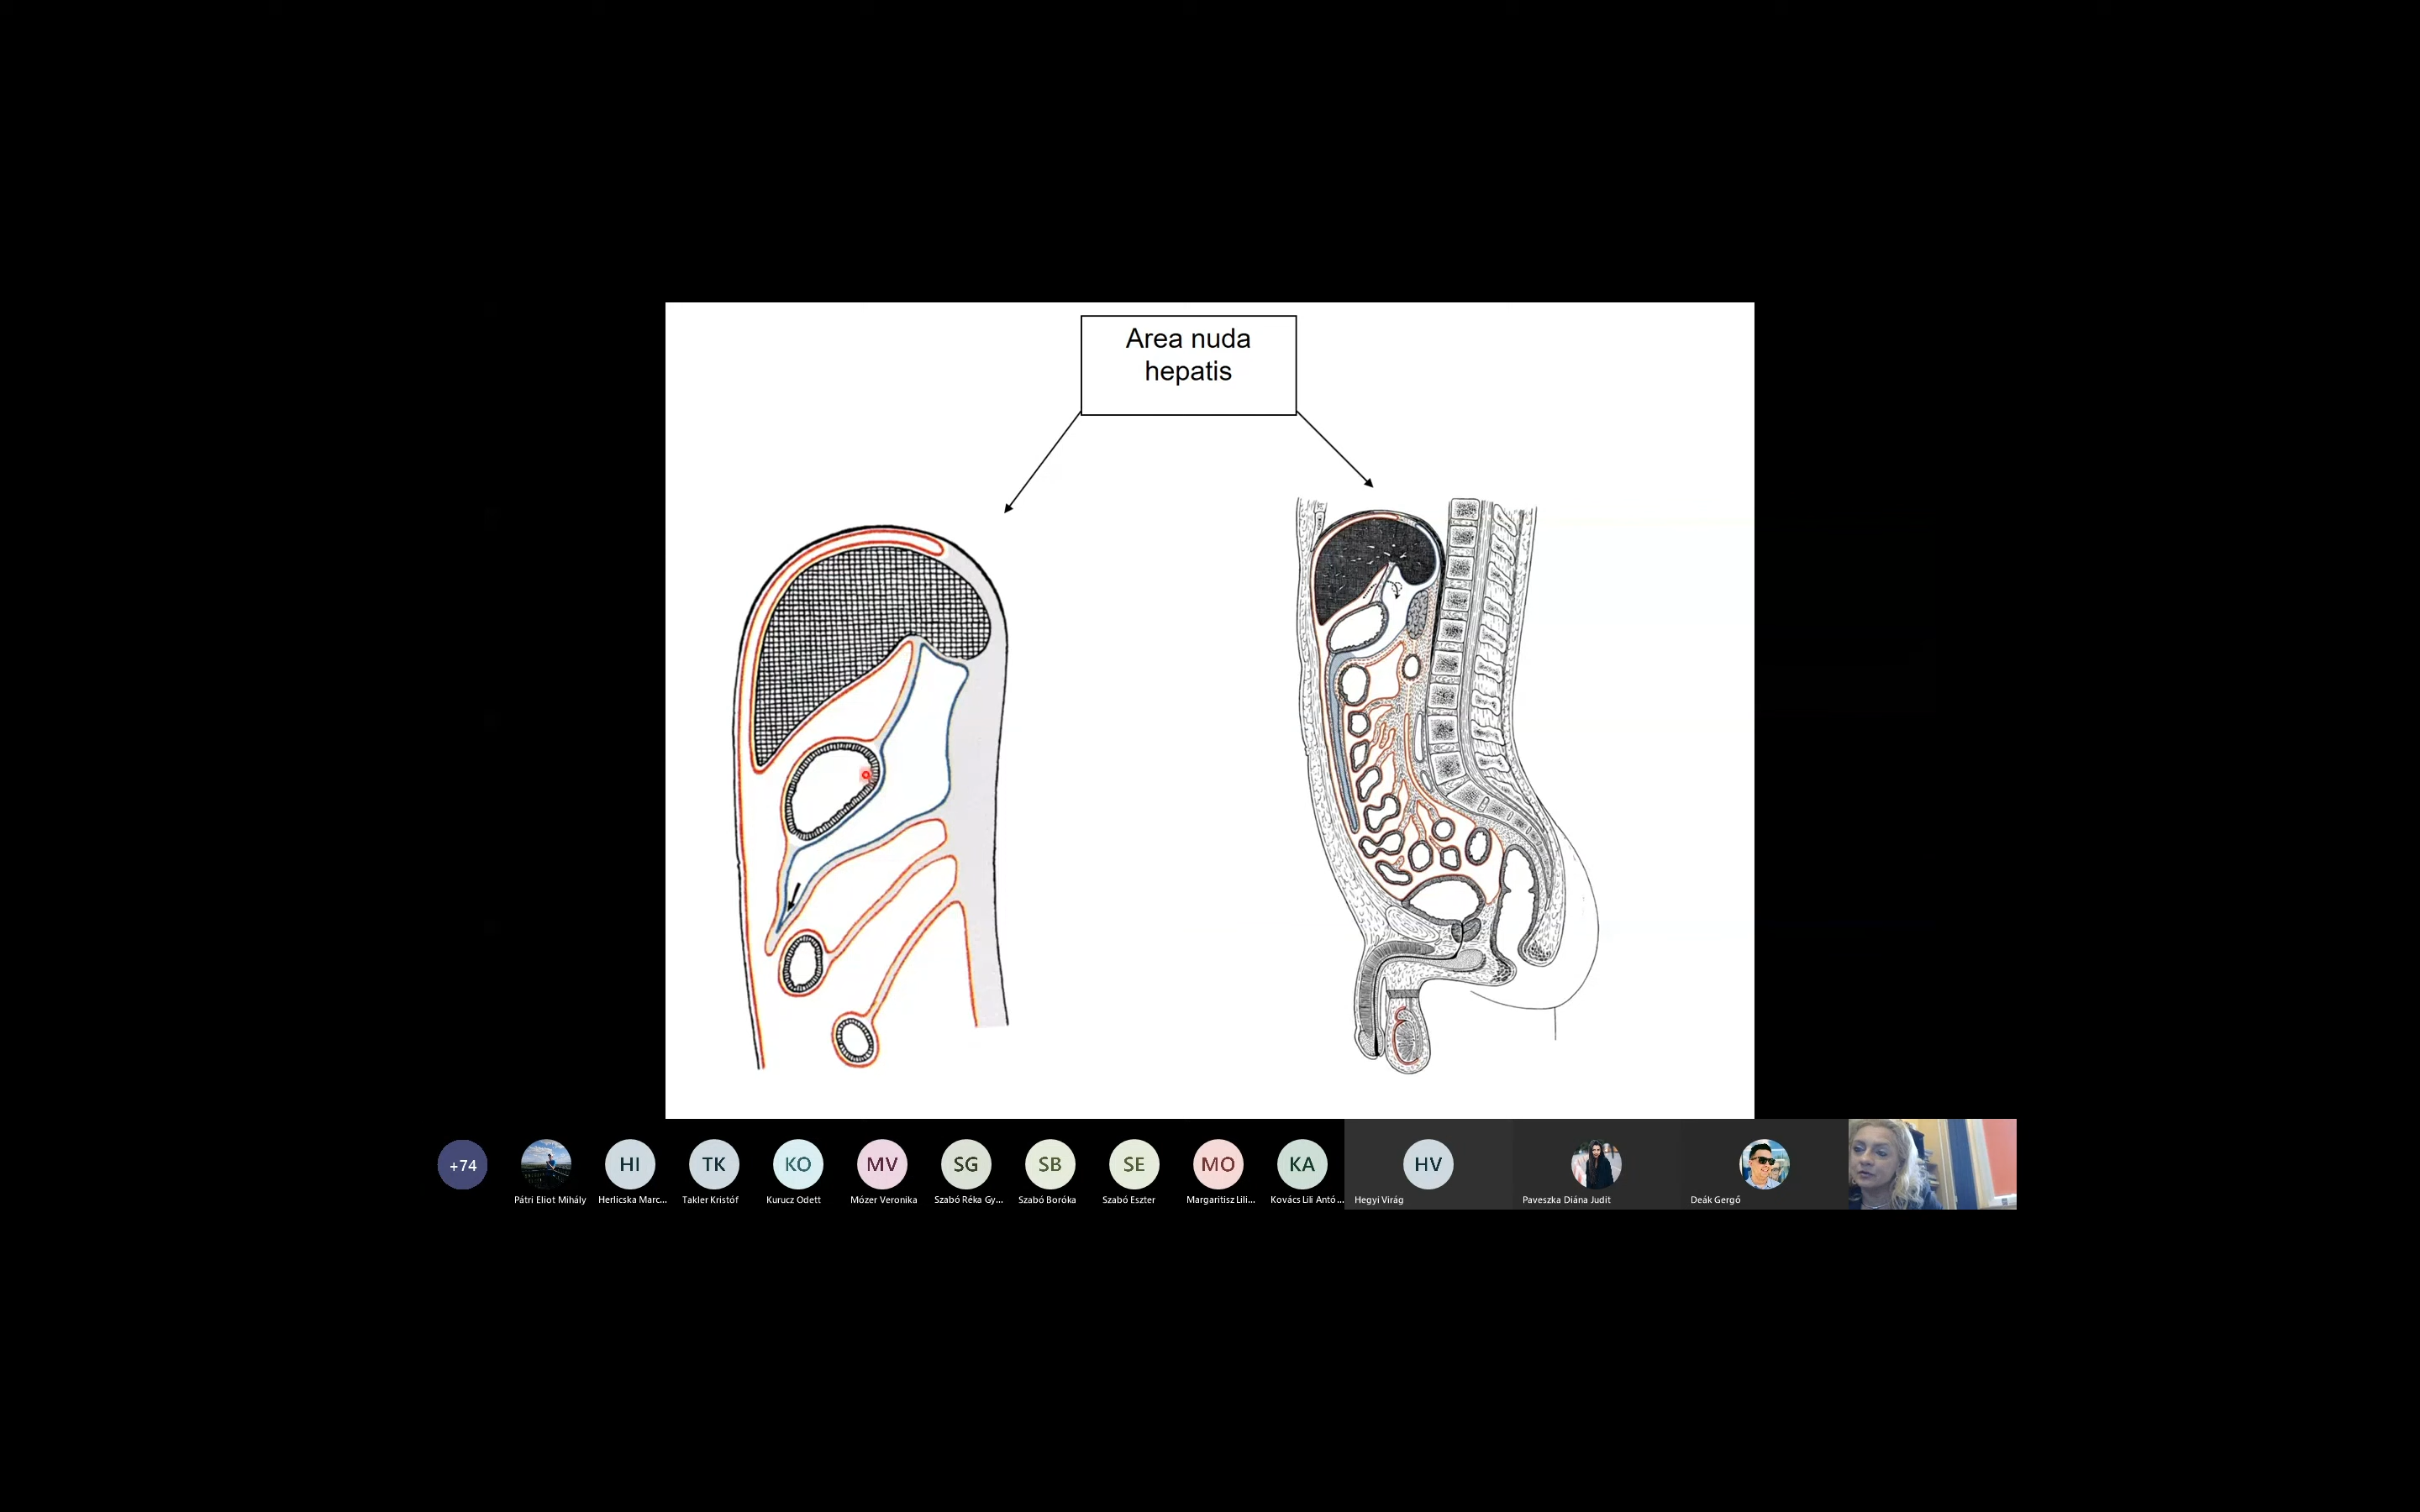 Area nuda
hepatis
+74
HI
TK
KO
MV
SG
SB
SE
MO
KA
HV
Pátri Eliot Mihály
Herlicska Marc...
Takler Kristóf
Kurucz Odett
Mózer Veronika
Szabó Réka Gy...
Szabó Boróka
Szabó Eszter
Margaritisz Lili...
Kovács Lili Antó...
Hegyi Virág
Paveszka Diána Judit
Deák Gergő